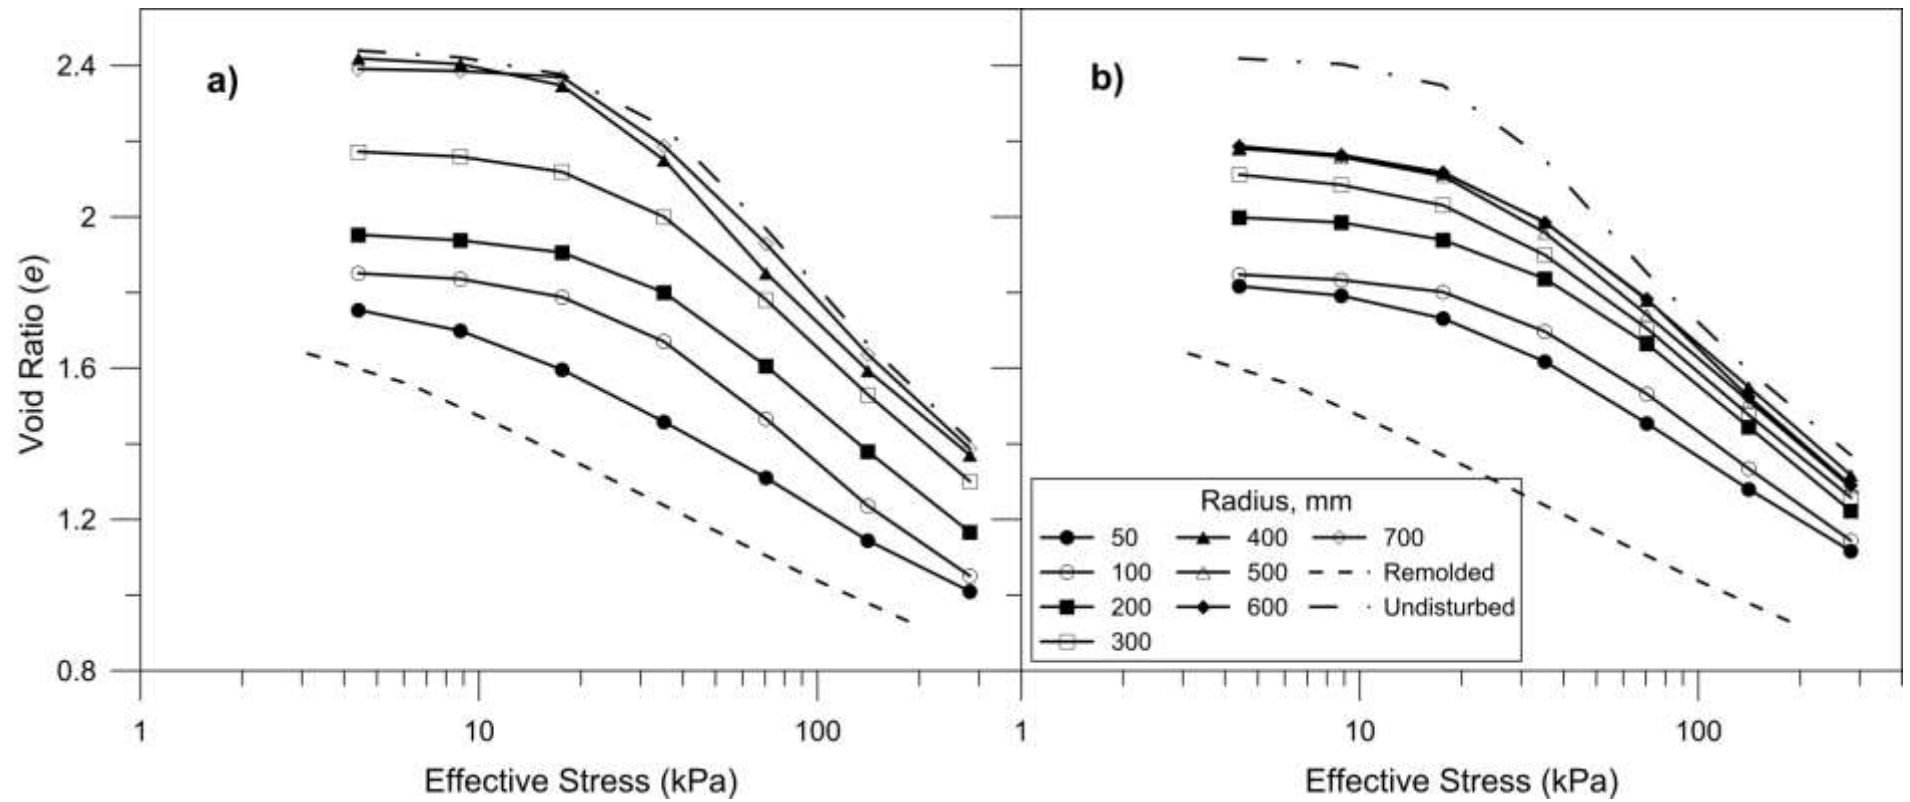 a)
b)
2.4
2
1.6
1.2
0.8
Void Ratio (e)
1
10
100
1
10
100
Effective Stress (kPa)
Effective Stress (kPa)
Radius, mm
50
400
700
100
500
Remolded
200
600
Undisturbed
300